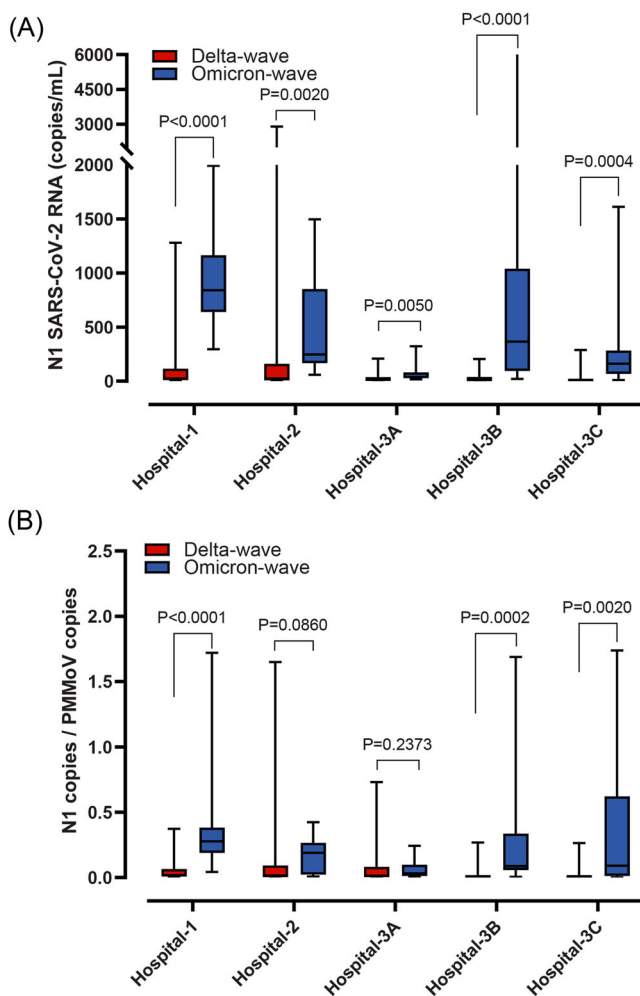 (A)
N1 SARS-CoV-2 RNA (copies/mL)
6000
4500
3000
2000
1500
1000
500
0
Delta-wave
Omicron-wave
P<0.0001
P=0.0020
P=0.0050
P<0.0001
P=0.0004
Hospital-1
Hospital-2
Hospital-3A
Hospital-3B
Hospital-3C
(B)
N1 copies / PMMoV copies
2.5
2.0
1.5
1.0
0.5
0.0
Delta-wave
Omicron-wave
P<0.0001
P=0.0860
P=0.2373
P=0.0002
P=0.0020
Hospital-1
Hospital-2
Hospital-3A
Hospital-3B
Hospital-3C